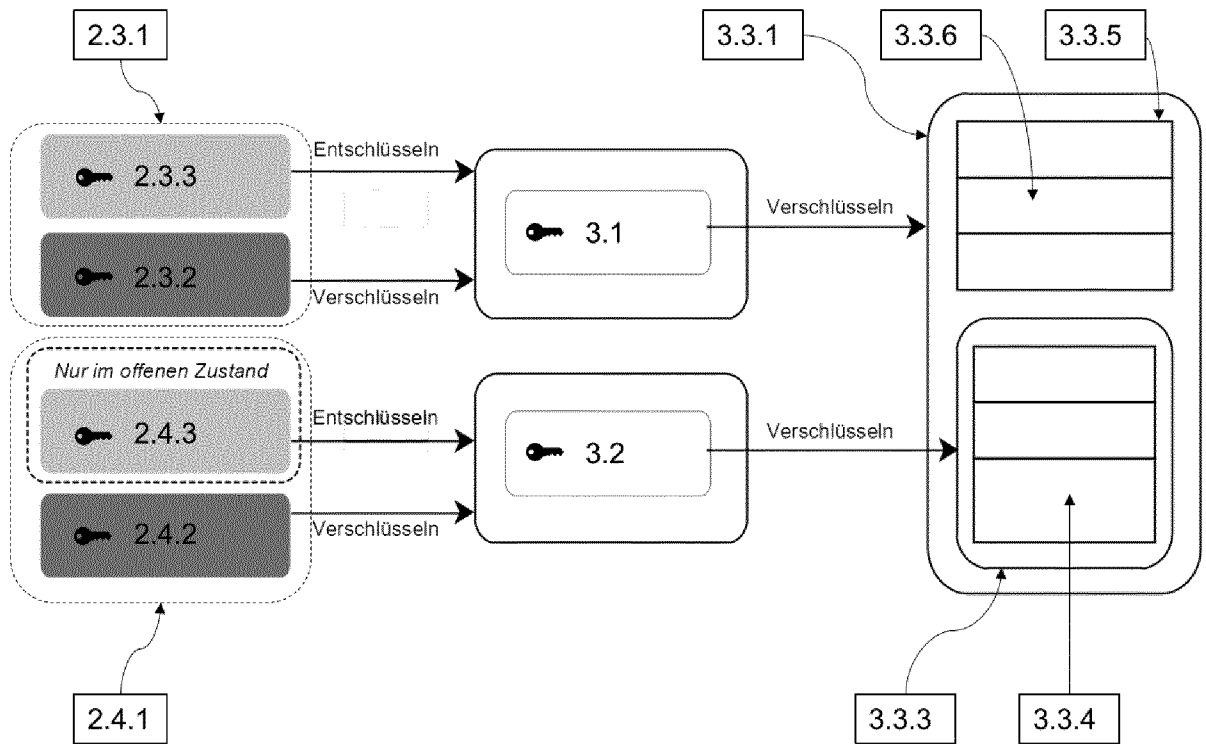 2.3.1
3.3.1
3.3.6
3.3.5
2.3.3
Entschlüsseln
3.1
Verschlüsseln
2.3.2
Verschlüsseln
Nur im offenen Zustand
2.4.3
Entschlüsseln
3.2
Verschlüsseln
2.4.2
Verschlüsseln
2.4.1
3.3.3
3.3.4